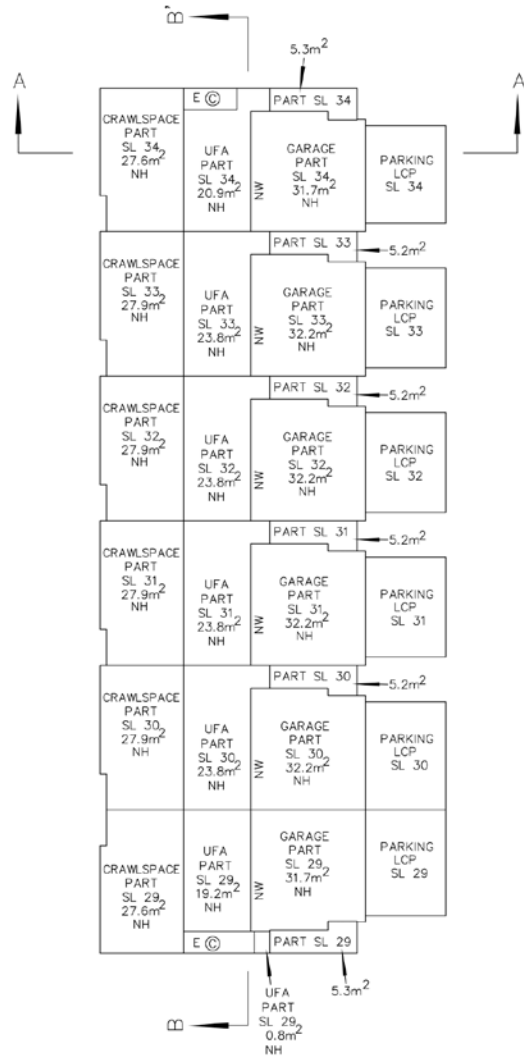 B
5.3m²
A
A
E ©
PART SL 34
CRAWLSPACE
PART
SL 34
27.6m²
NH
UFA
PART
SL 34
20.9m²
NH
NW
GARAGE
PART
SL 34
31.7m²
NH
PARKING
LCP
SL 34
PART SL 33
5.2m²
CRAWLSPACE
PART
SL 33
27.9m²
NH
UFA
PART
SL 33
23.8m²
NH
NW
GARAGE
PART
SL 33
32.2m²
NH
PARKING
LCP
SL 33
PART SL 32
5.2m²
CRAWLSPACE
PART
SL 32
27.9m²
NH
UFA
PART
SL 32
23.8m²
NH
NW
GARAGE
PART
SL 32
32.2m²
NH
PARKING
LCP
SL 32
PART SL 31
5.2m²
CRAWLSPACE
PART
SL 31
27.9m²
NH
UFA
PART
SL 31
23.8m²
NH
NW
GARAGE
PART
SL 31
32.2m²
NH
PARKING
LCP
SL 31
PART SL 30
5.2m²
CRAWLSPACE
PART
SL 30
27.9m²
NH
UFA
PART
SL 30
23.8m²
NH
NW
GARAGE
PART
SL 30
32.2m²
NH
PARKING
LCP
SL 30
CRAWLSPACE
PART
SL 29
27.6m²
NH
UFA
PART
SL 29
19.2m²
NH
NW
GARAGE
PART
SL 29
31.7m²
NH
PARKING
LCP
SL 29
E ©
PART SL 29
5.3m²
UFA
PART
SL 29
0.8m²
NH
B